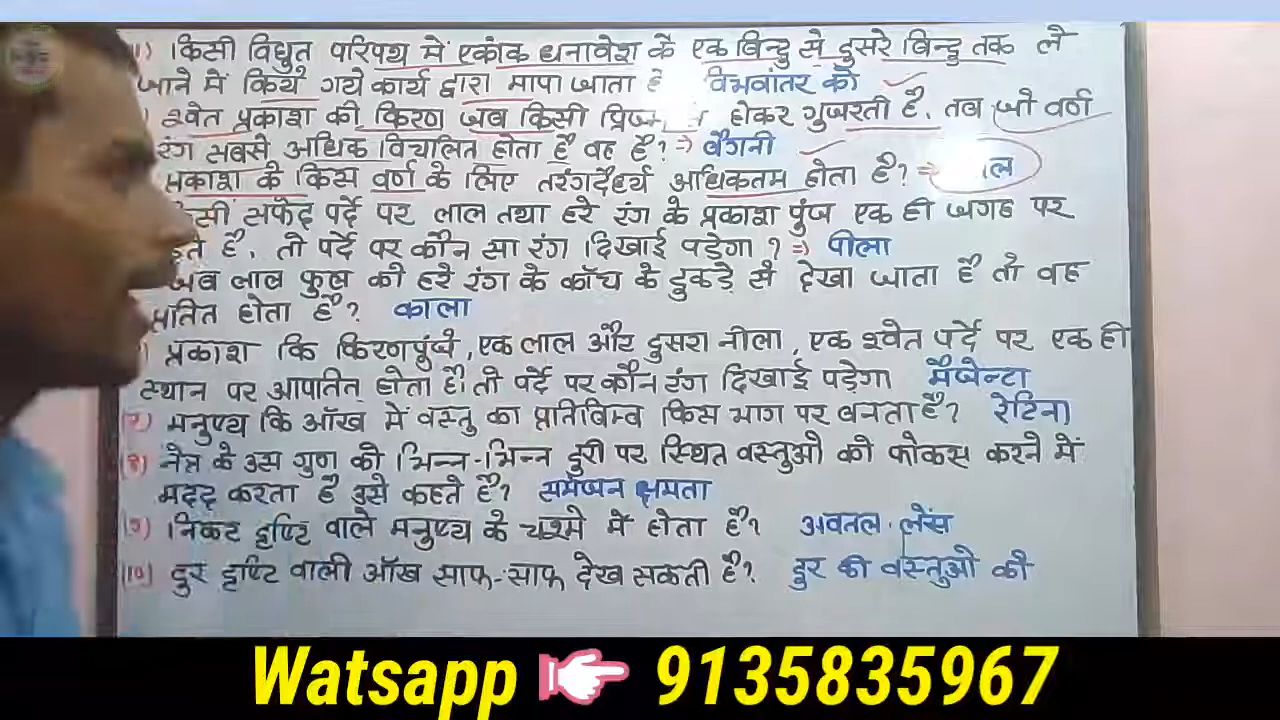 1) किसी विधुत परिपथ में एकांक धनावेश के एक बिन्दु से दुसरे बिन्दु तक ले
जाने में किये गये कार्य द्वारा मापा जाता है विभवांतर को
) श्वेत प्रकाश की किरण जब किसी प्रिज्म होकर गुजरती है, तब जो वर्ण
रंग सबसे अधिक विचलित होता है वह है? ⇒ बैगनी
प्रकाश के किस वर्ण के लिए तरंगदैर्ध्य अधिकतम होता है? ⇒
सफेद पर्दे पर लाल तथा हरे रंग के प्रकाश पुंज एक ही जगह पर
है, तो पर्दे पर कौन सा रंग दिखाई पड़ेगा? ⇒ पीला
जब लाल फुल को हरे रंग के काँच के टुकड़े से देखा जाता है तो वह
प्रतित होता है? काला
) प्रकाश कि किरणपुंजे, एक लाल और दुसरा नीला, एक श्वेत पर्दे पर एक ही
स्थान पर आपतित होता है। तो पर्दे पर कौन रंग दिखाई पड़ेगा मैजेन्टा
(7) मनुष्य कि आँख में वस्तु का प्रतिबिम्ब किस भाग पर बनता है? रेटिना
(8) नेत्र के उस गुण को भिन्न-भिन्न दुरी पर स्थित वस्तुओ को फोकस करने में
मदद करता है उसे कहते है? समंजन क्षमता
(9) निकट दृष्टि वाले मनुष्य के चश्मे में होता है? अवतल लेंस
(10) दुर दृष्टि वाली आँख साफ-साफ देख सकती है? दुर की वस्तुओ को
Watsapp 👉 9135835967